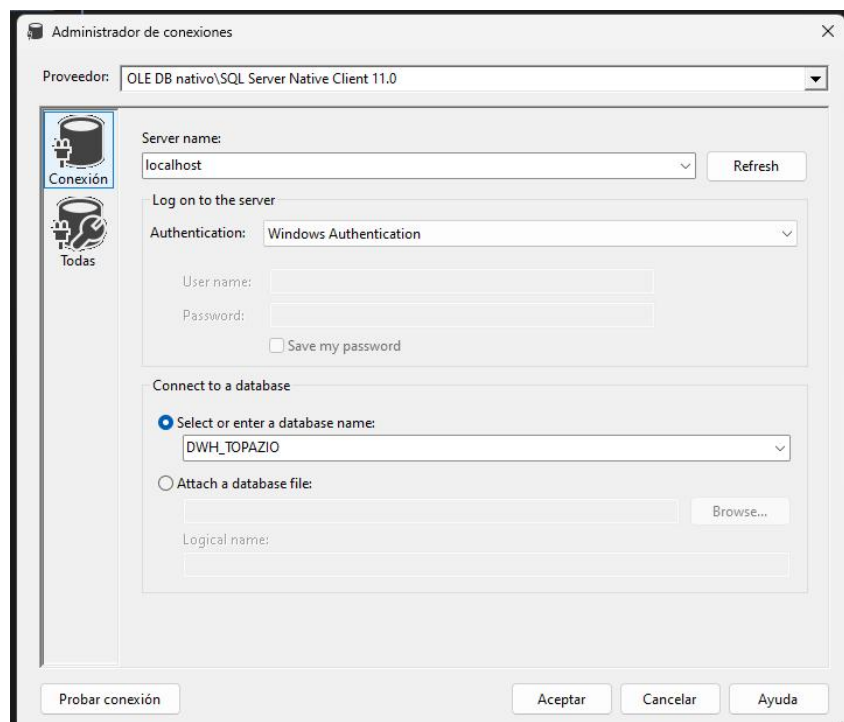 Administrador de conexiones
Proveedor: OLE DB nativo\SQL Server Native Client 11.0
Conexión
Todas
Server name:
localhost Refresh
Log on to the server
Authentication: Windows Authentication
User name:
Password:
Save my password
Connect to a database
Select or enter a database name:
DWH_TOPAZIO
Attach a database file:
Browse...
Logical name:
Probar conexión Aceptar Cancelar Ayuda